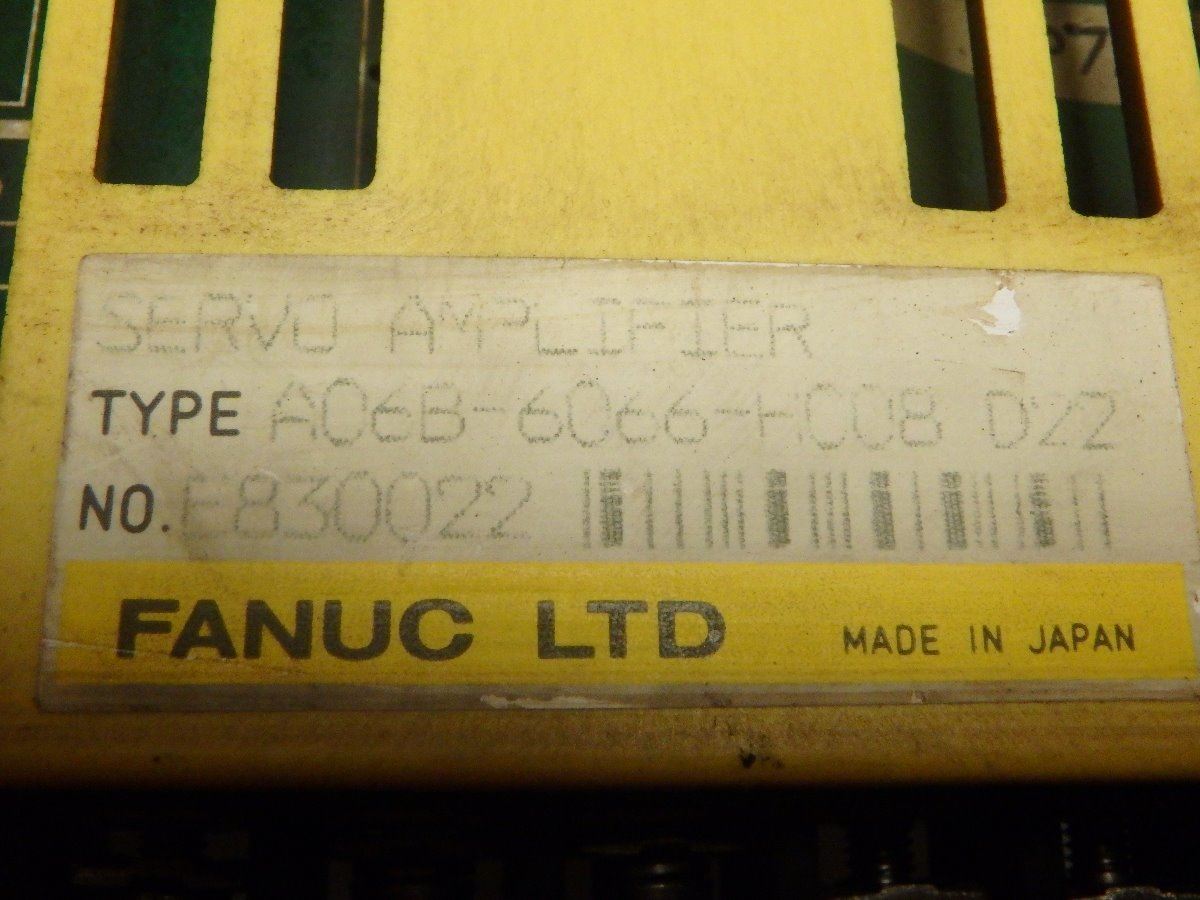 SERVO AMPLIFIER
TYPE A06B-6066-H008 D22
NO. E830022
FANUC LTD MADE IN JAPAN